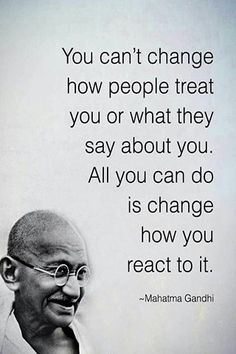 You can’t change
how people treat
you or what they
say about you.
All you can do
is change
how you
react to it.
~Mahatma Gandhi